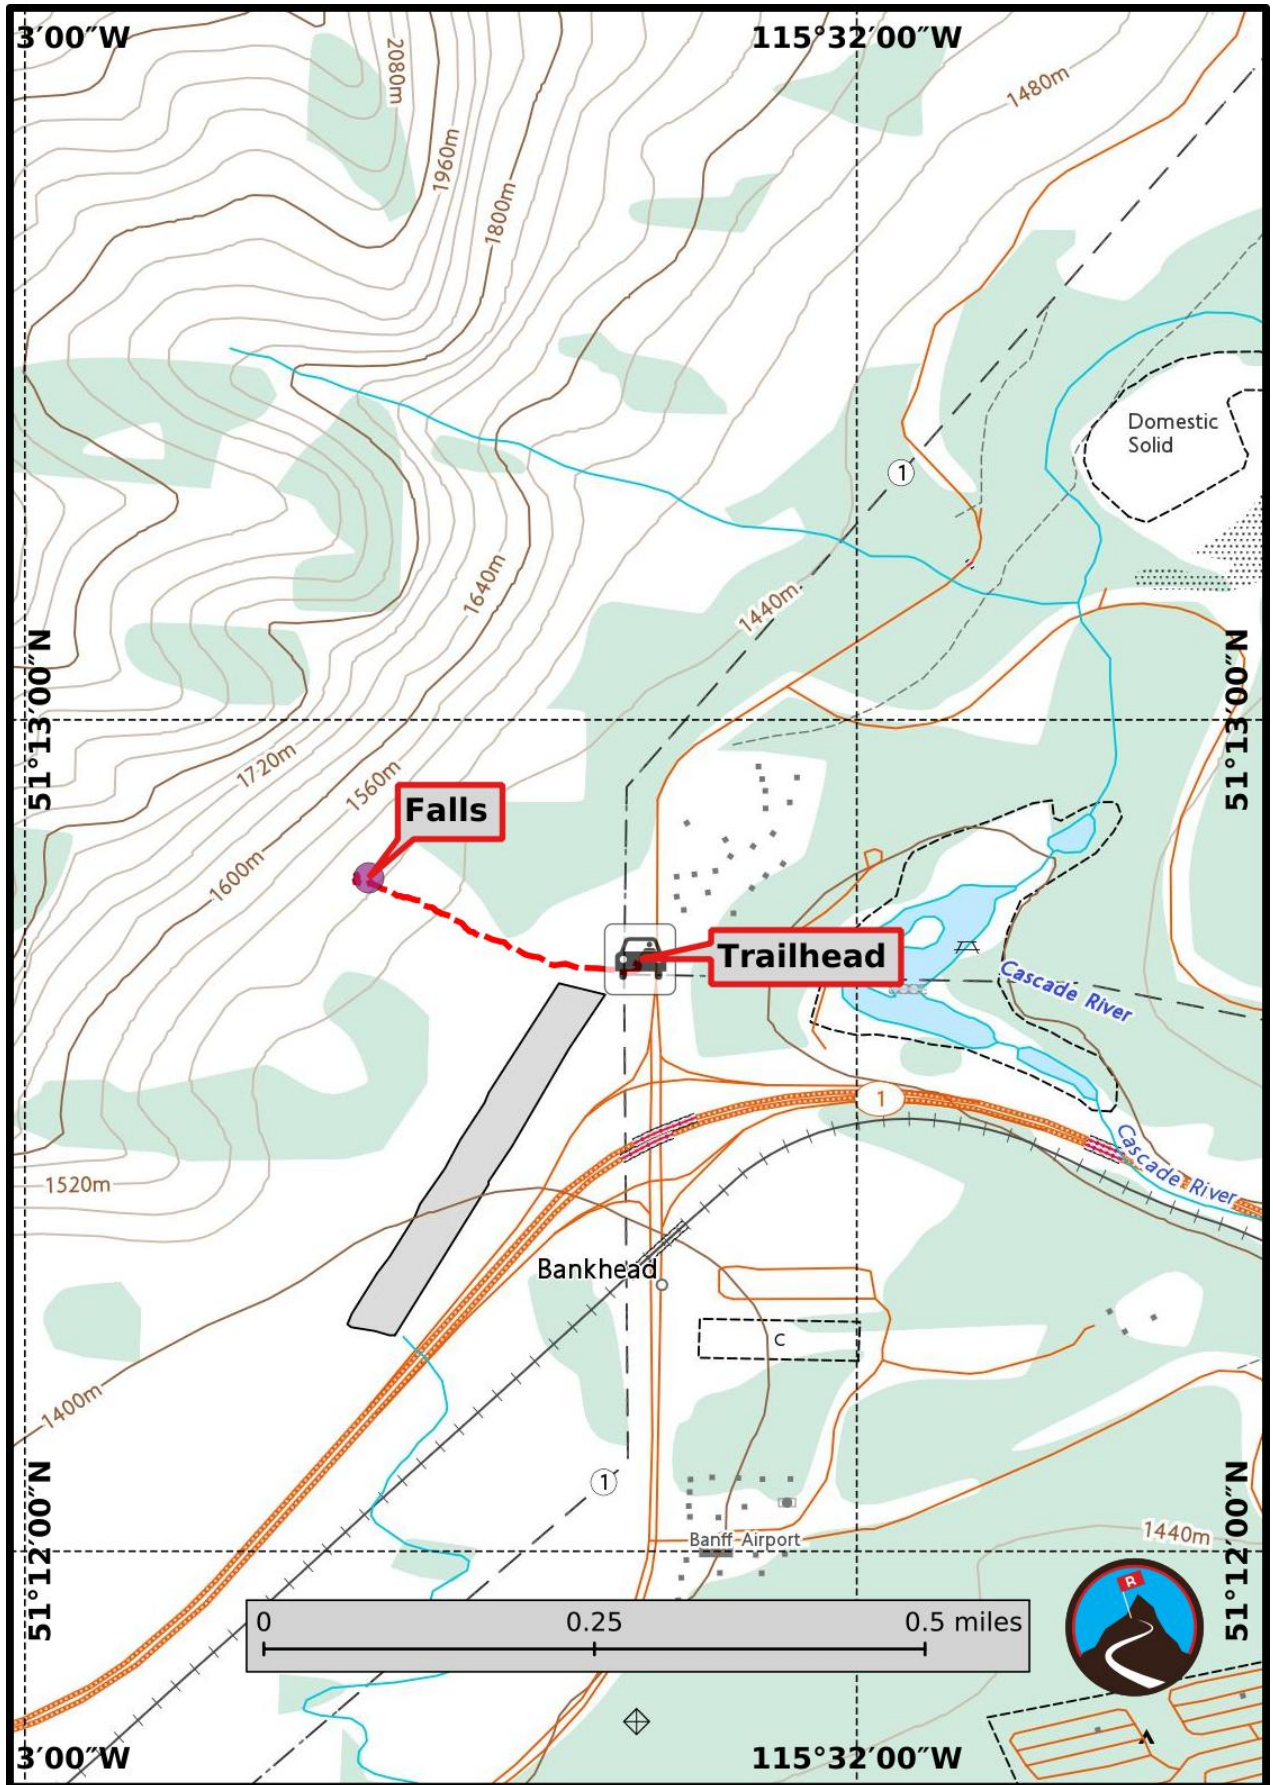 3′00″W
115°32′00″W
2080m
1480m
1960m
1800m
Domestic
Solid
1
1640m
1440m
51°13′00″N
51°13′00″N
1720m
1560m
Falls
1600m
Trailhead
Cascade River
1
Cascade River
1520m
Bankhead
C
1400m
51°12′00″N
51°12′00″N
1
1440m
Banff Airport
R
0
0.25
0.5 miles
3′00″W
115°32′00″W